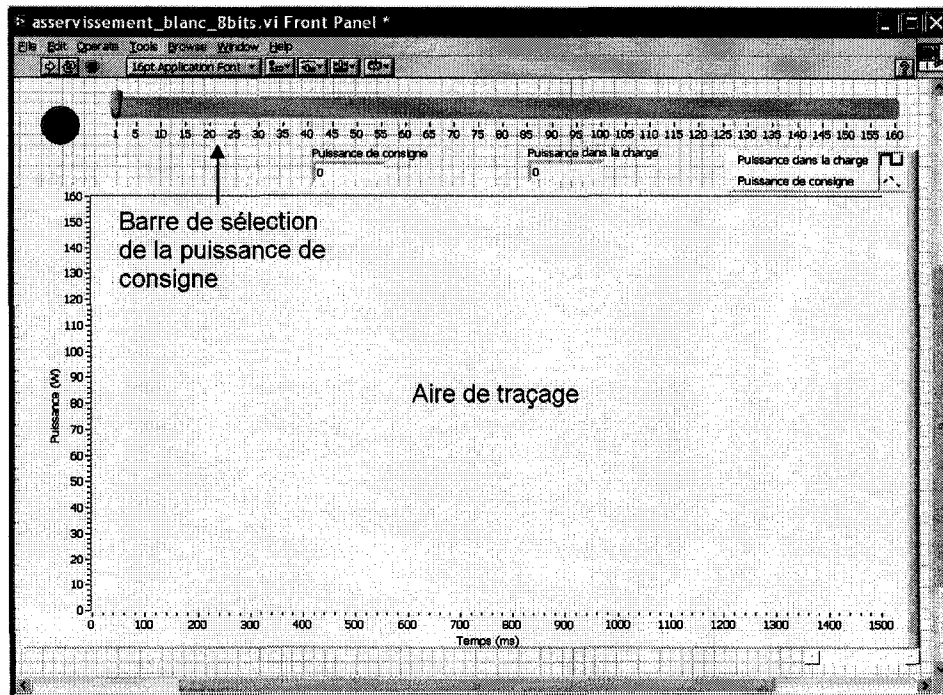 asservissement_blanc_8bits.vi Front Panel *
File Edit Operate Tools Browse Window Help
16pt Application Font
1 5 10 15 20 25 30 35 40 45 50 55 60 65 70 75 80 85 90 95 100 105 110 115 120 125 130 135 140 145 150 155 160
Puissance de consigne
0
Puissance dans la charge
0
Puissance dans la charge
Puissance de consigne
Barre de sélection
de la puissance de
consigne
Aire de traçage
Puissance (W)
160
150
140
130
120
110
100
90
80
70
60
50
40
30
20
10
0
0 100 200 300 400 500 600 700 800 900 1000 1100 1200 1300 1400 1500
Temps (ms)